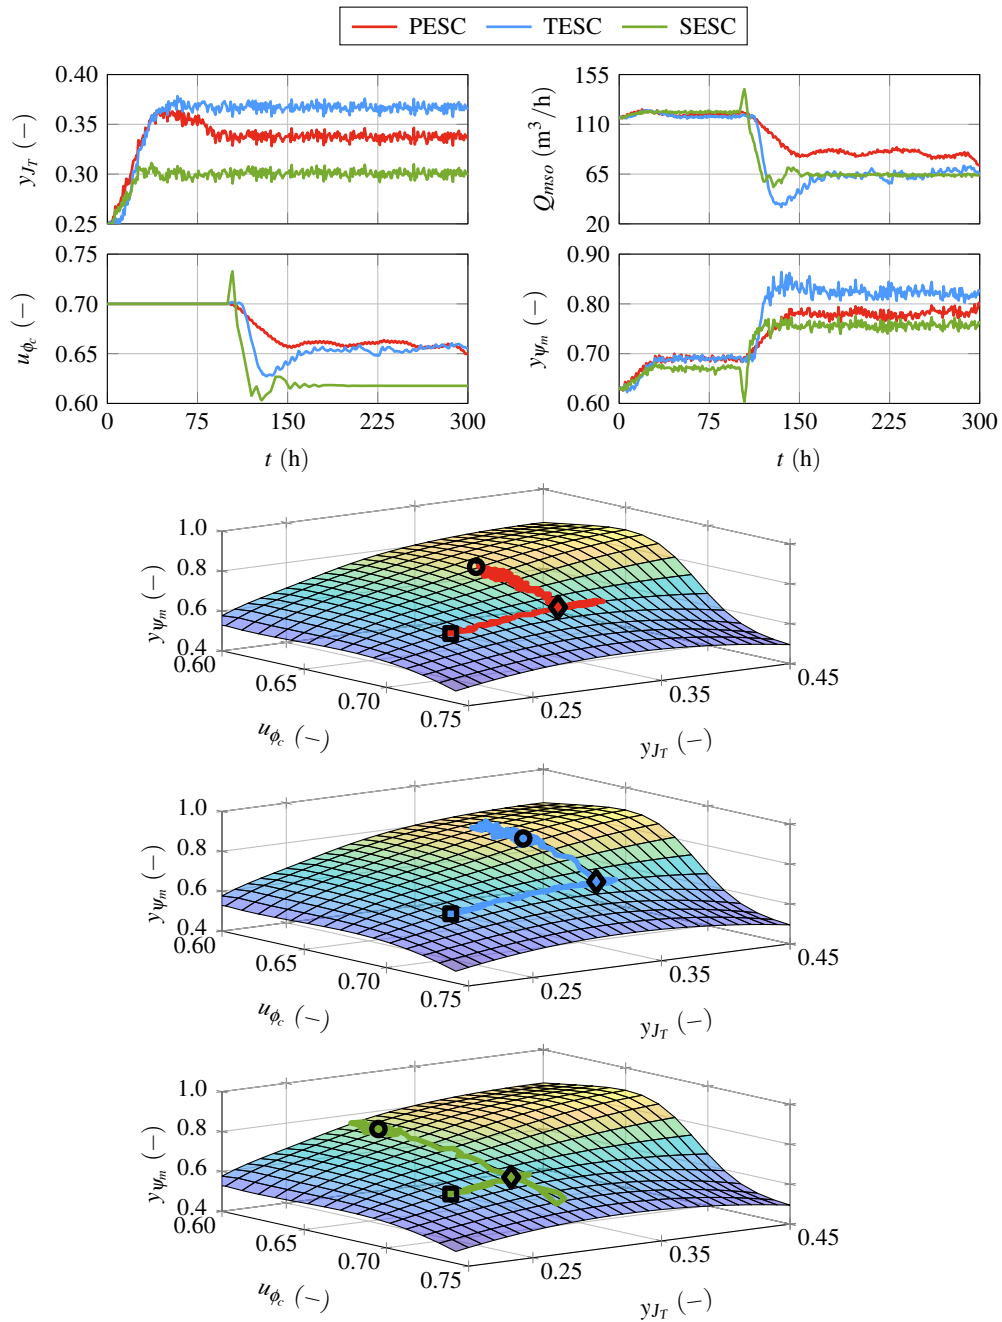 PESC TESC SESC
0.40
0.35
0.30
0.25
y_{J_T} (−)
155
110
65
20
Q_{mso} (m^3/h)
0.75
0.70
0.65
0.60
u_{ϕ_c} (−)
0 75 150 225 300
t (h)
0.90
0.80
0.70
0.60
y_{Ψ_m} (−)
0 75 150 225 300
t (h)
1.0
0.8
0.6
0.4
y_{Ψ_m} (−)
0.60
0.65
0.70
0.75
u_{ϕ_c} (−)
0.25
0.35
0.45
y_{J_T} (−)
1.0
0.8
0.6
0.4
y_{Ψ_m} (−)
0.60
0.65
0.70
0.75
u_{ϕ_c} (−)
0.25
0.35
0.45
y_{J_T} (−)
1.0
0.8
0.6
0.4
y_{Ψ_m} (−)
0.60
0.65
0.70
0.75
u_{ϕ_c} (−)
0.25
0.35
0.45
y_{J_T} (−)